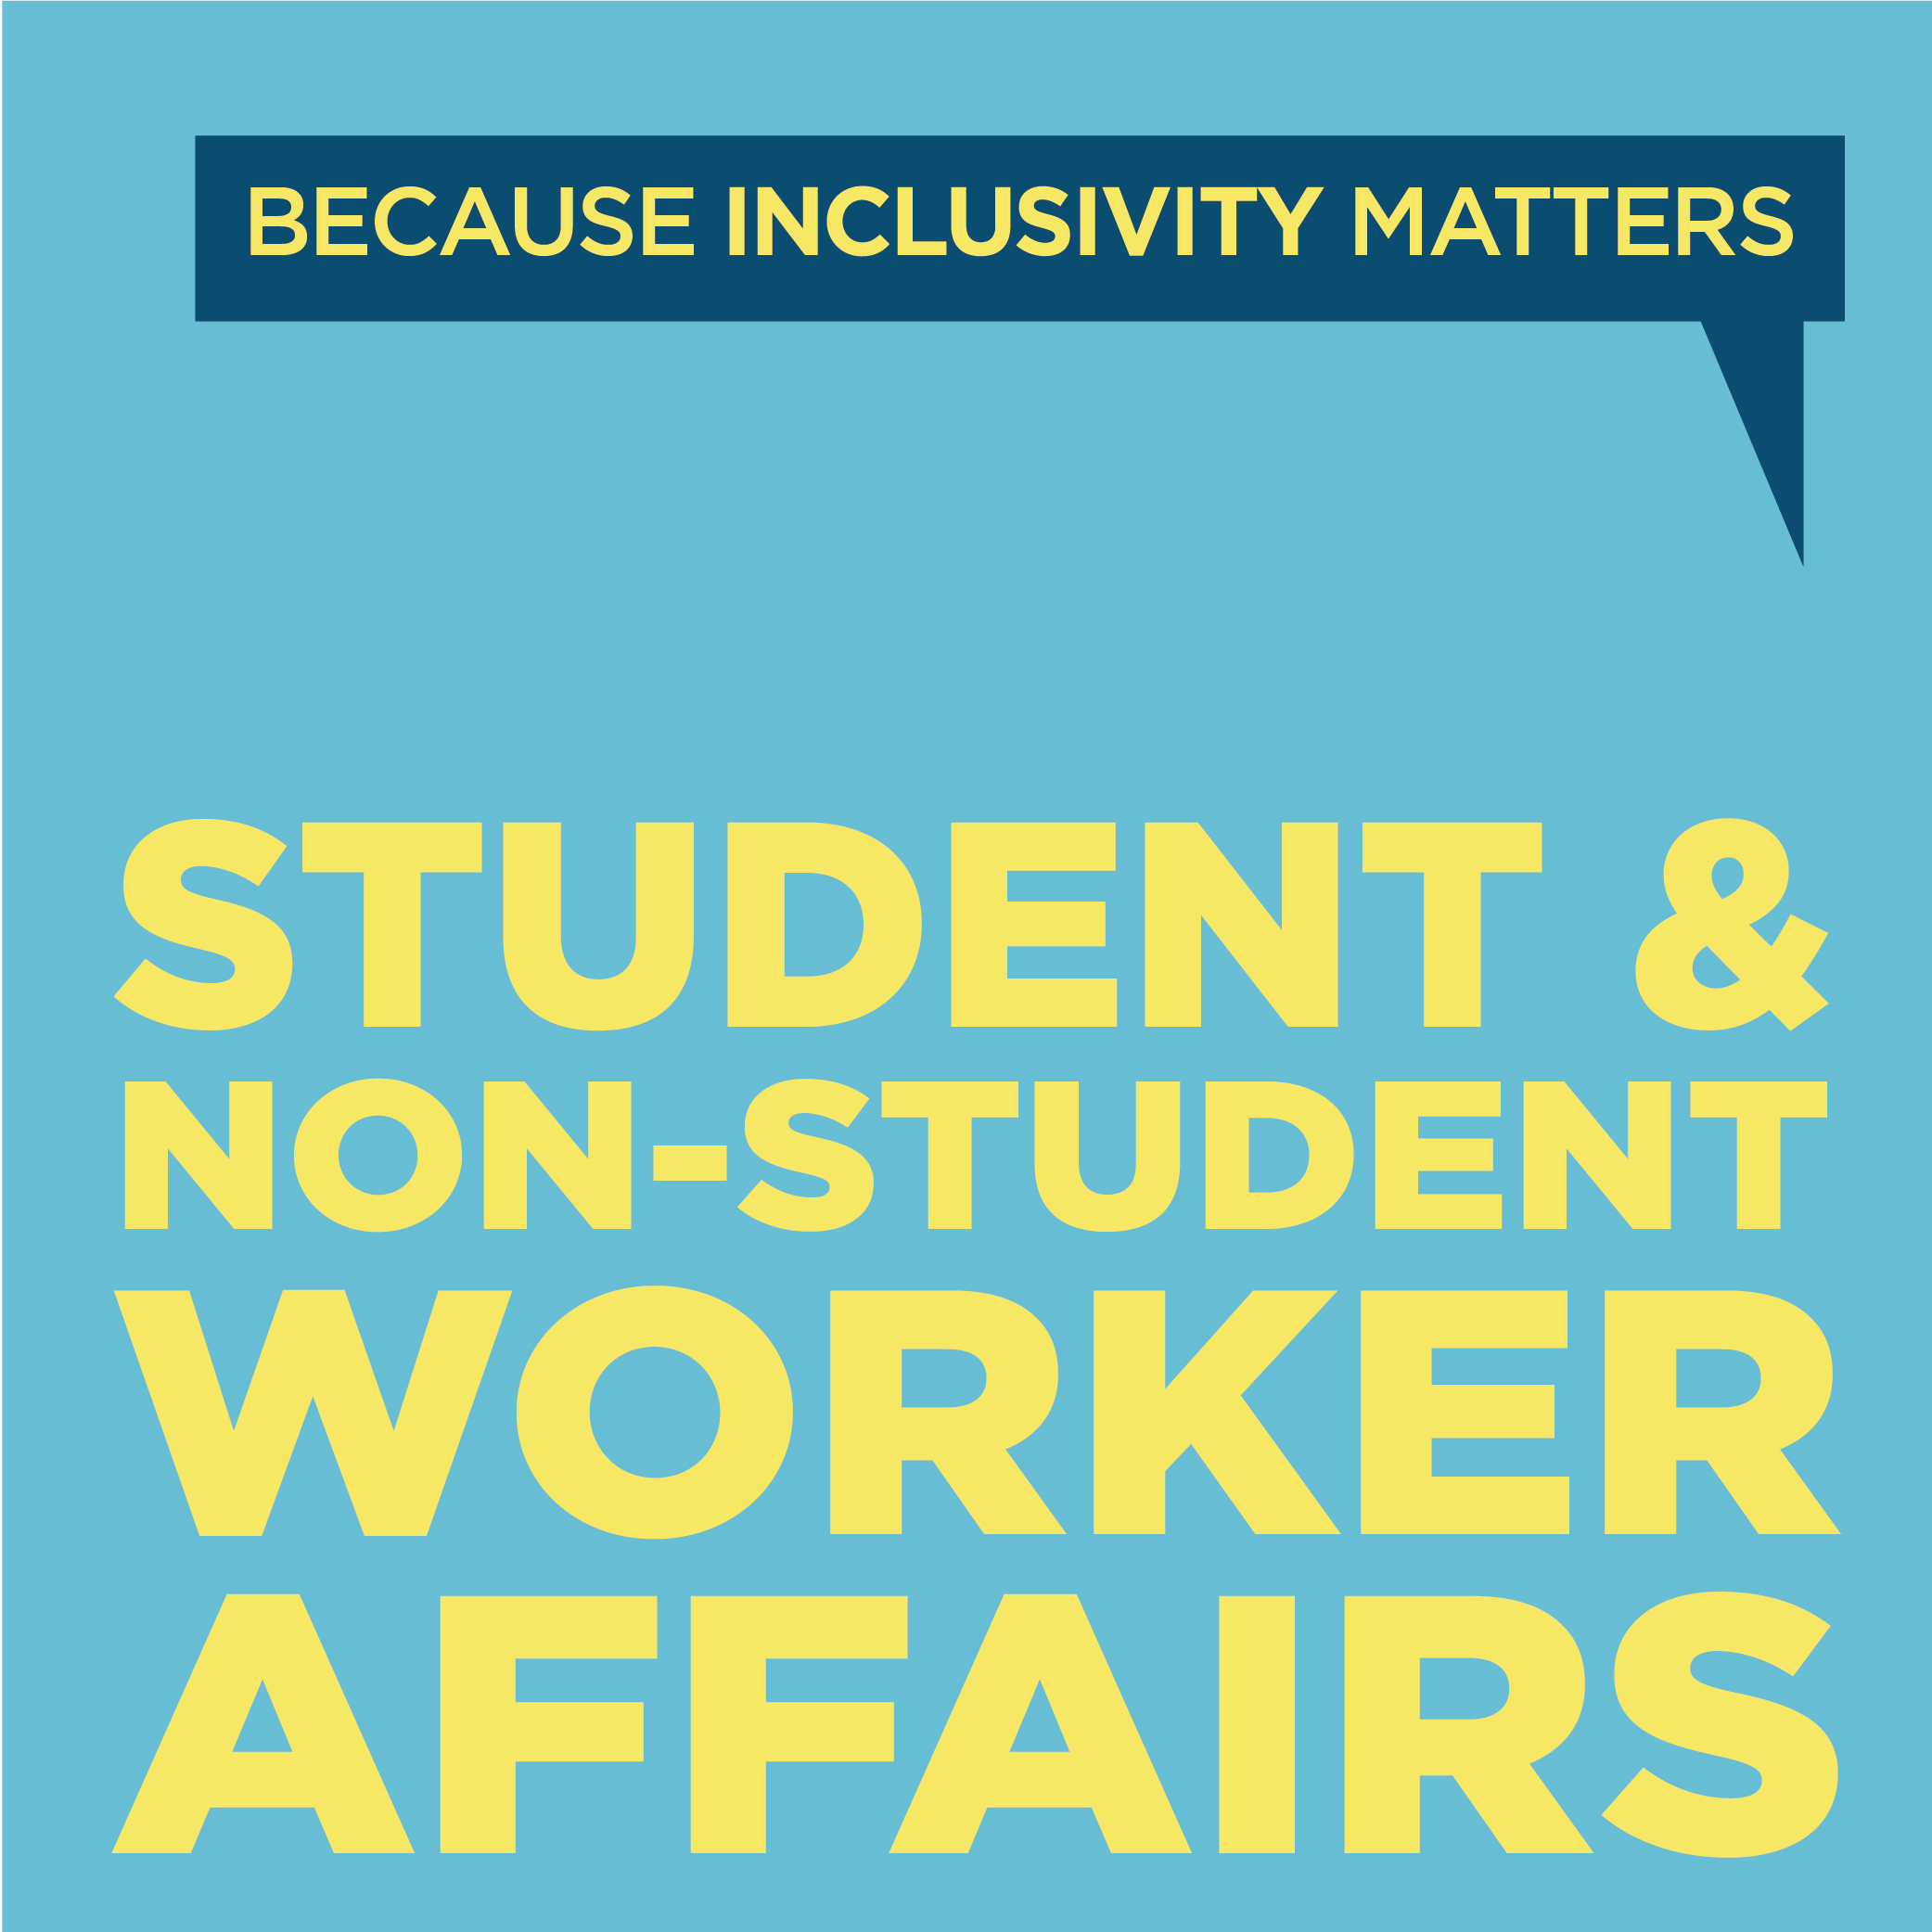 BECAUSE INCLUSIVITY MATTERS
STUDENT &
NON-STUDENT
WORKER
AFFAIRS